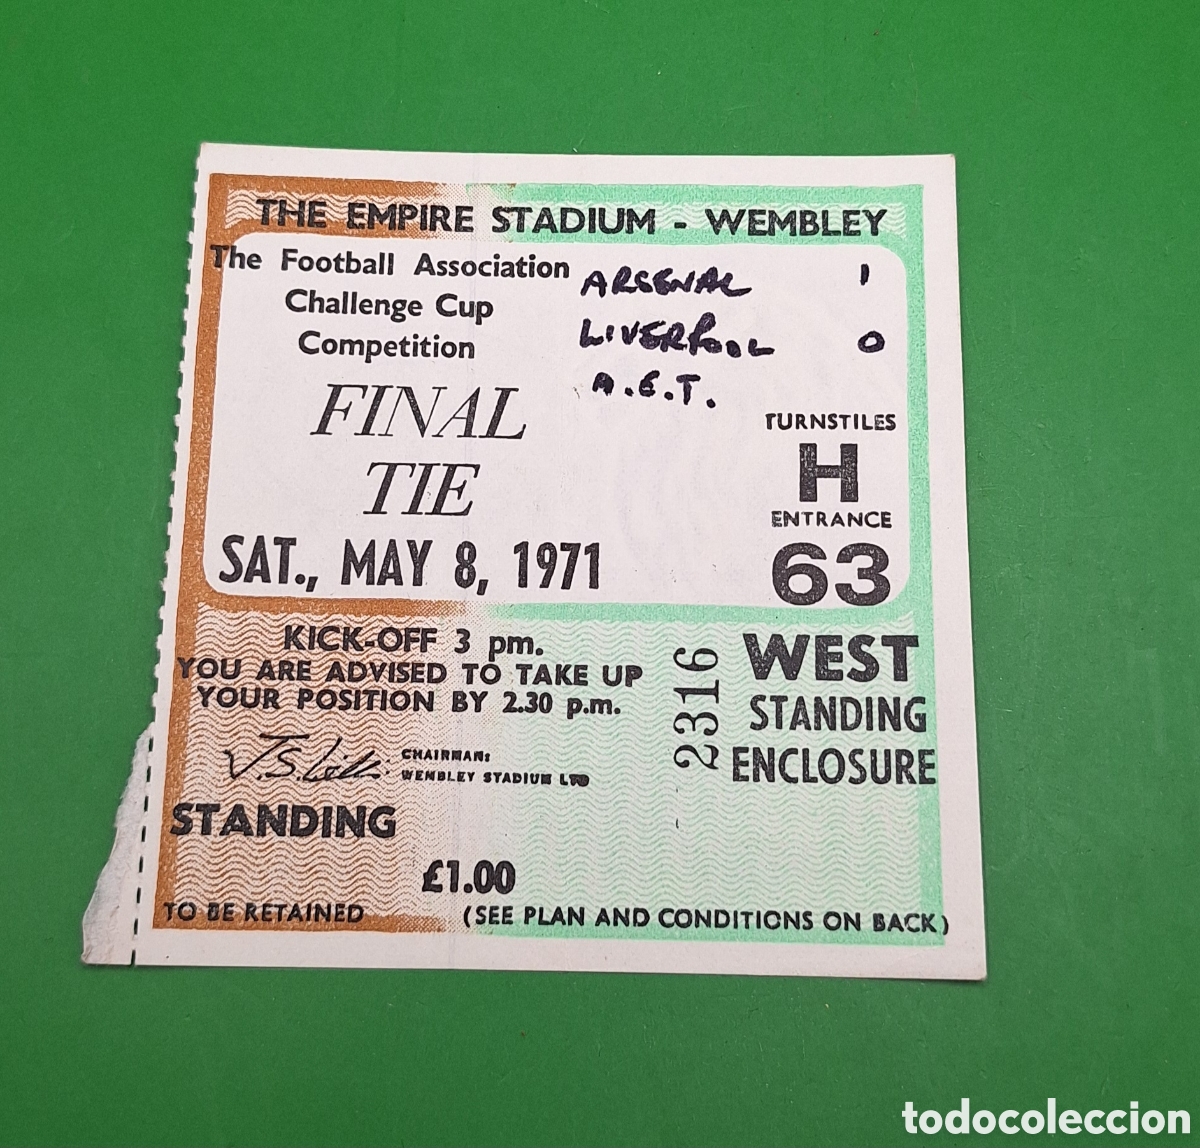 THE EMPIRE STADIUM - WEMBLEY
The Football Association
Challenge Cup
Competition
ARSENAL 1
LIVERPOOL 0
A.E.T.
FINAL
TIE
SAT., MAY 8, 1971
TURNSTILES
H
ENTRANCE
63
KICK-OFF 3 pm.
YOU ARE ADVISED TO TAKE UP
YOUR POSITION BY 2.30 p.m.
CHAIRMAN:
WEMBLEY STADIUM LTD
STANDING
£1.00
2316
WEST
STANDING
ENCLOSURE
TO BE RETAINED
(SEE PLAN AND CONDITIONS ON BACK)
todocoleccion